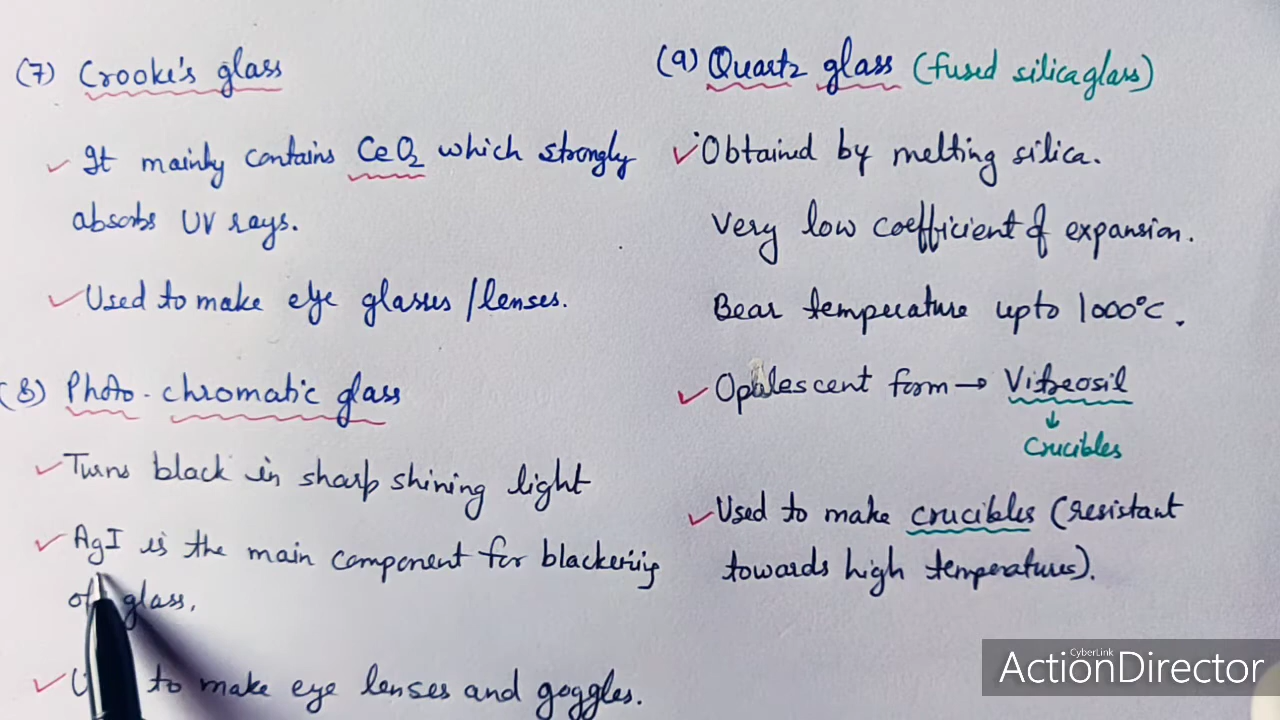 (7) Crooke's glass
It mainly contains CeO2 which strongly
absorbs UV rays.
Used to make eye glasses / lenses.
(8) Photo-chromatic glass
Turns black in sharp shining light
AgI is the main component for blackening
of glass.
to make eye lenses and goggles.
(9) Quartz glass (fused silica glass)
Obtained by melting silica.
Very low coefficient of expansion.
Bear temperature upto 1000°C.
Opalescent form → Vitreosil
↓
Crucibles
Used to make crucibles (resistant
towards high temperatures).
CyberLink
ActionDirector